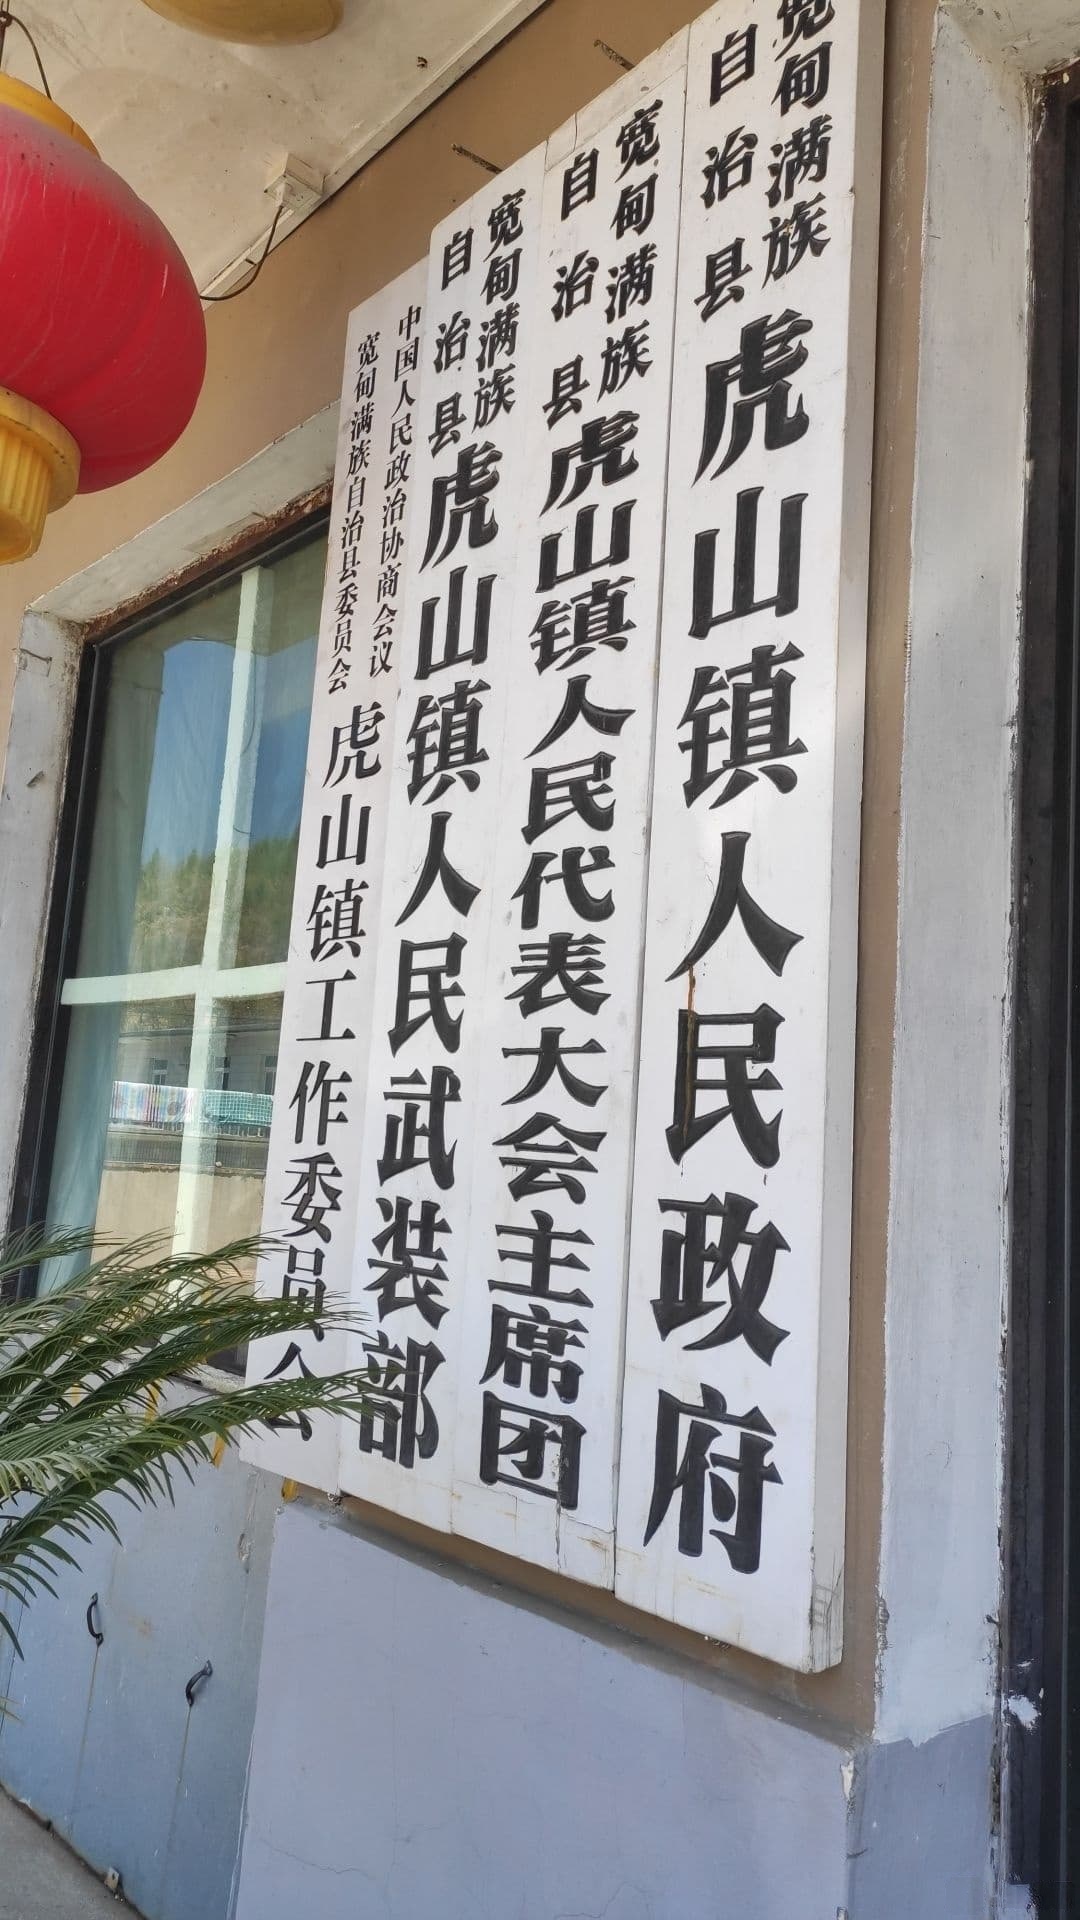 宽甸满族
自治县
虎山镇人民政府
宽甸满族
自治县
虎山镇人民代表大会主席团
宽甸满族
自治县
虎山镇人民武装部
中国人民政治协商会议
宽甸满族自治县委员会
虎山镇工作委员会